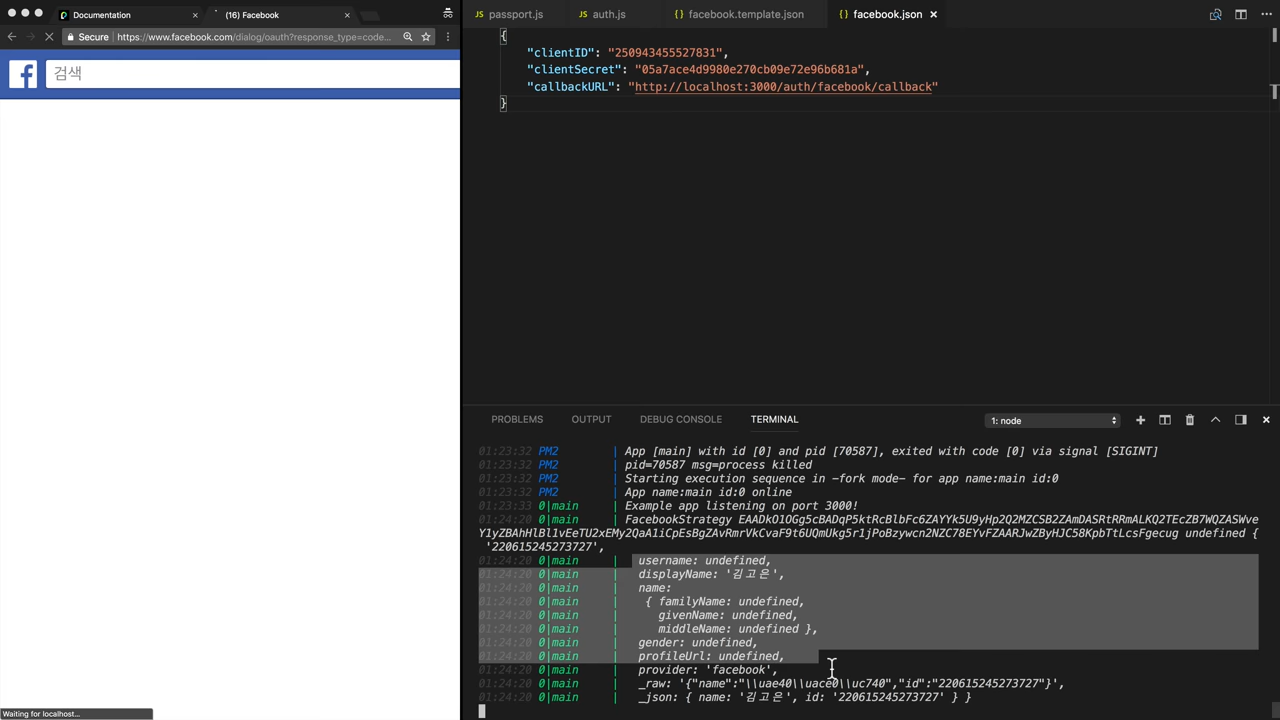 Documentation
(16) Facebook
Secure
https://www.facebook.com/dialog/oauth?response_type=code...
검색
Waiting for localhost...
JS passport.js
JS auth.js
{} facebook.template.json
{} facebook.json
{
"clientID": "250943455527831",
"clientSecret": "05a7ace4d9980e270cb09e72e96b681a",
"callbackURL": "http://localhost:3000/auth/facebook/callback"
}
PROBLEMS
OUTPUT
DEBUG CONSOLE
TERMINAL
1: node
01:23:32 PM2 | App [main] with id [0] and pid [70587], exited with code [0] via signal [SIGINT]
01:23:32 PM2 | pid=70587 msg=process killed
01:23:32 PM2 | Starting execution sequence in -fork mode- for app name:main id:0
01:23:32 PM2 | App name:main id:0 online
01:23:33 0|main | Example app listening on port 3000!
01:24:20 0|main | FacebookStrategy undefined {
'220615245273727',
01:24:20 0|main | username: undefined,
01:24:20 0|main | displayName: '김고은',
01:24:20 0|main | name:
01:24:20 0|main | { familyName: undefined,
01:24:20 0|main | givenName: undefined,
01:24:20 0|main | middleName: undefined },
01:24:20 0|main | gender: undefined,
01:24:20 0|main | profileUrl: undefined,
01:24:20 0|main | provider: 'facebook',
01:24:20 0|main | _raw: '{"name":"\\uae40\\uace0\\uc740","id":"220615245273727"}',
01:24:20 0|main | _json: { name: '김고은', id: '220615245273727' } }